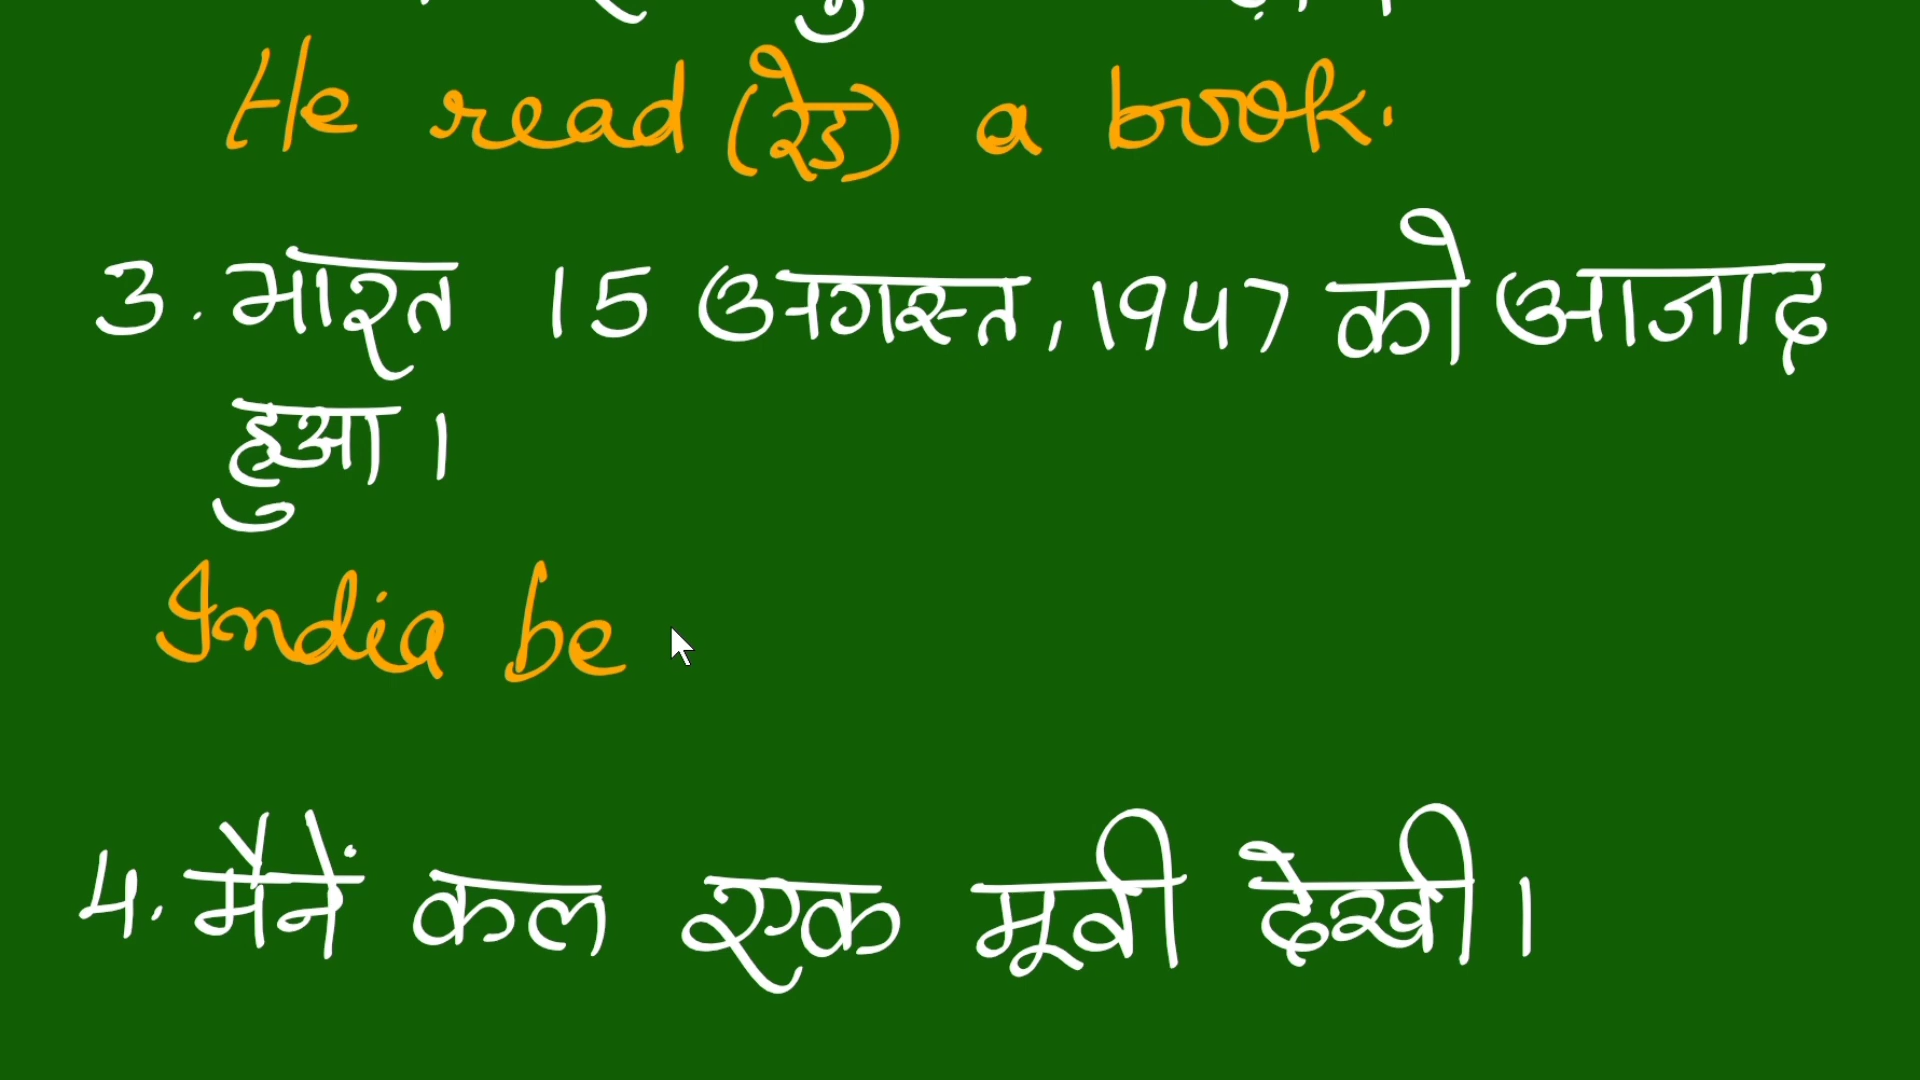 He read (रेड) a book.
3. भारत 15 अगस्त, 1947 को आजाद
हुआ।
India be
4. मैनें कल एक मूवी देखी।